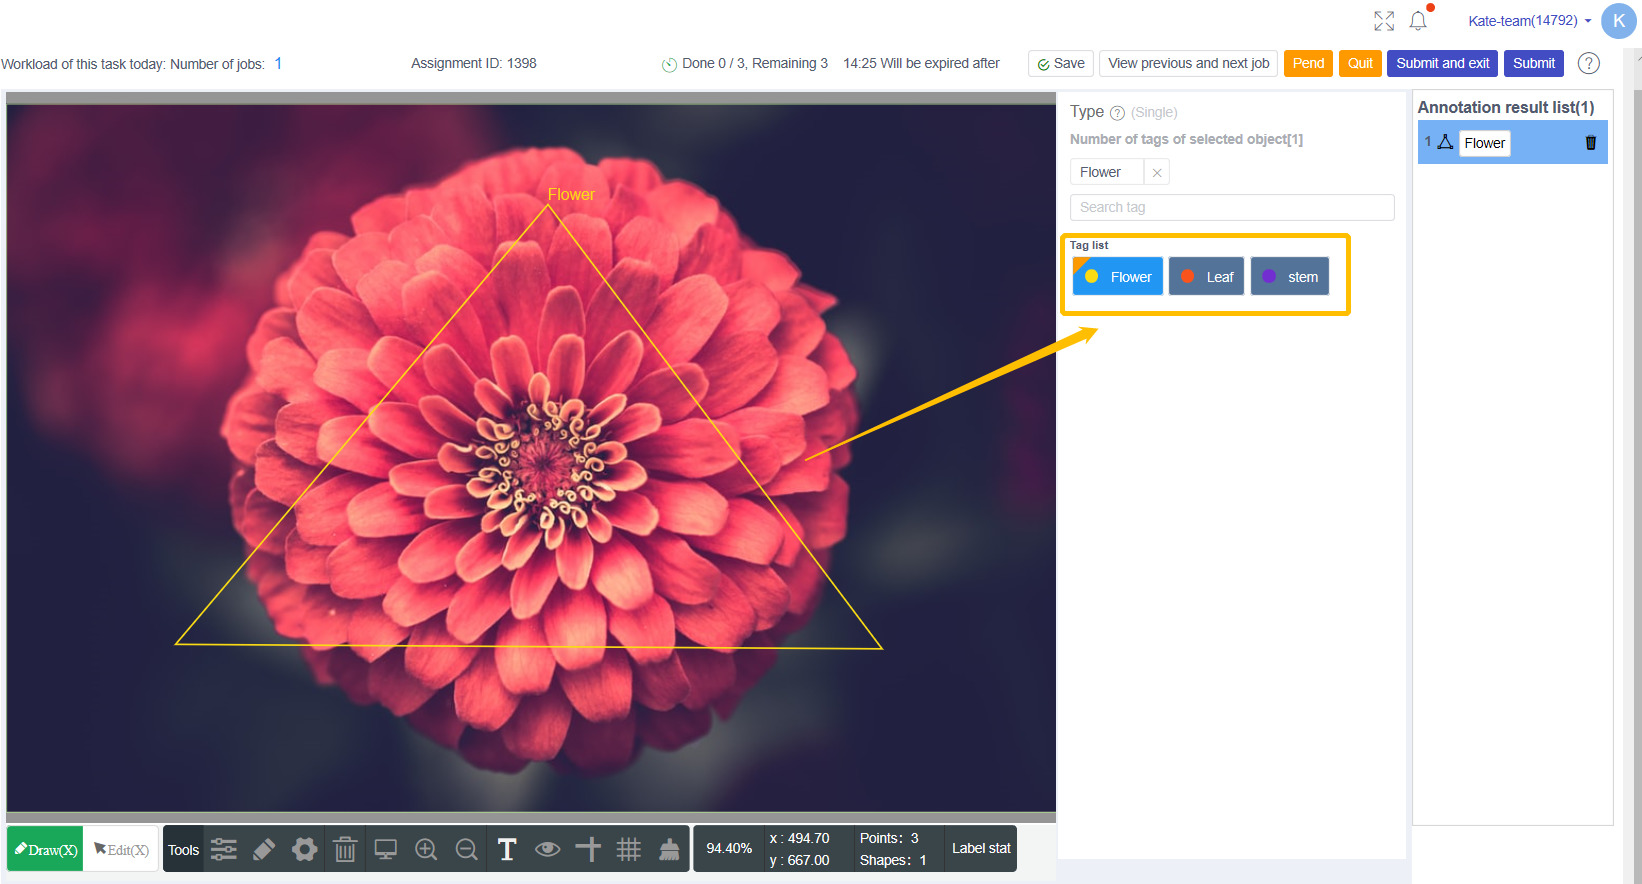 Kate-team(14792)
K
Workload of this task today: Number of jobs: 1
Assignment ID: 1398
Done 0 / 3, Remaining 3
14:25 Will be expired after
Save
View previous and next job
Pend
Quit
Submit and exit
Submit
?
Type ? (Single)
Number of tags of selected object[1]
Flower ×
Search tag
Tag list
Flower
Leaf
stem
Annotation result list(1)
1 Flower
Flower
Draw(X)
Edit(X)
Tools
T
94.40%
x : 494.70
y : 667.00
Points: 3
Shapes: 1
Label stat